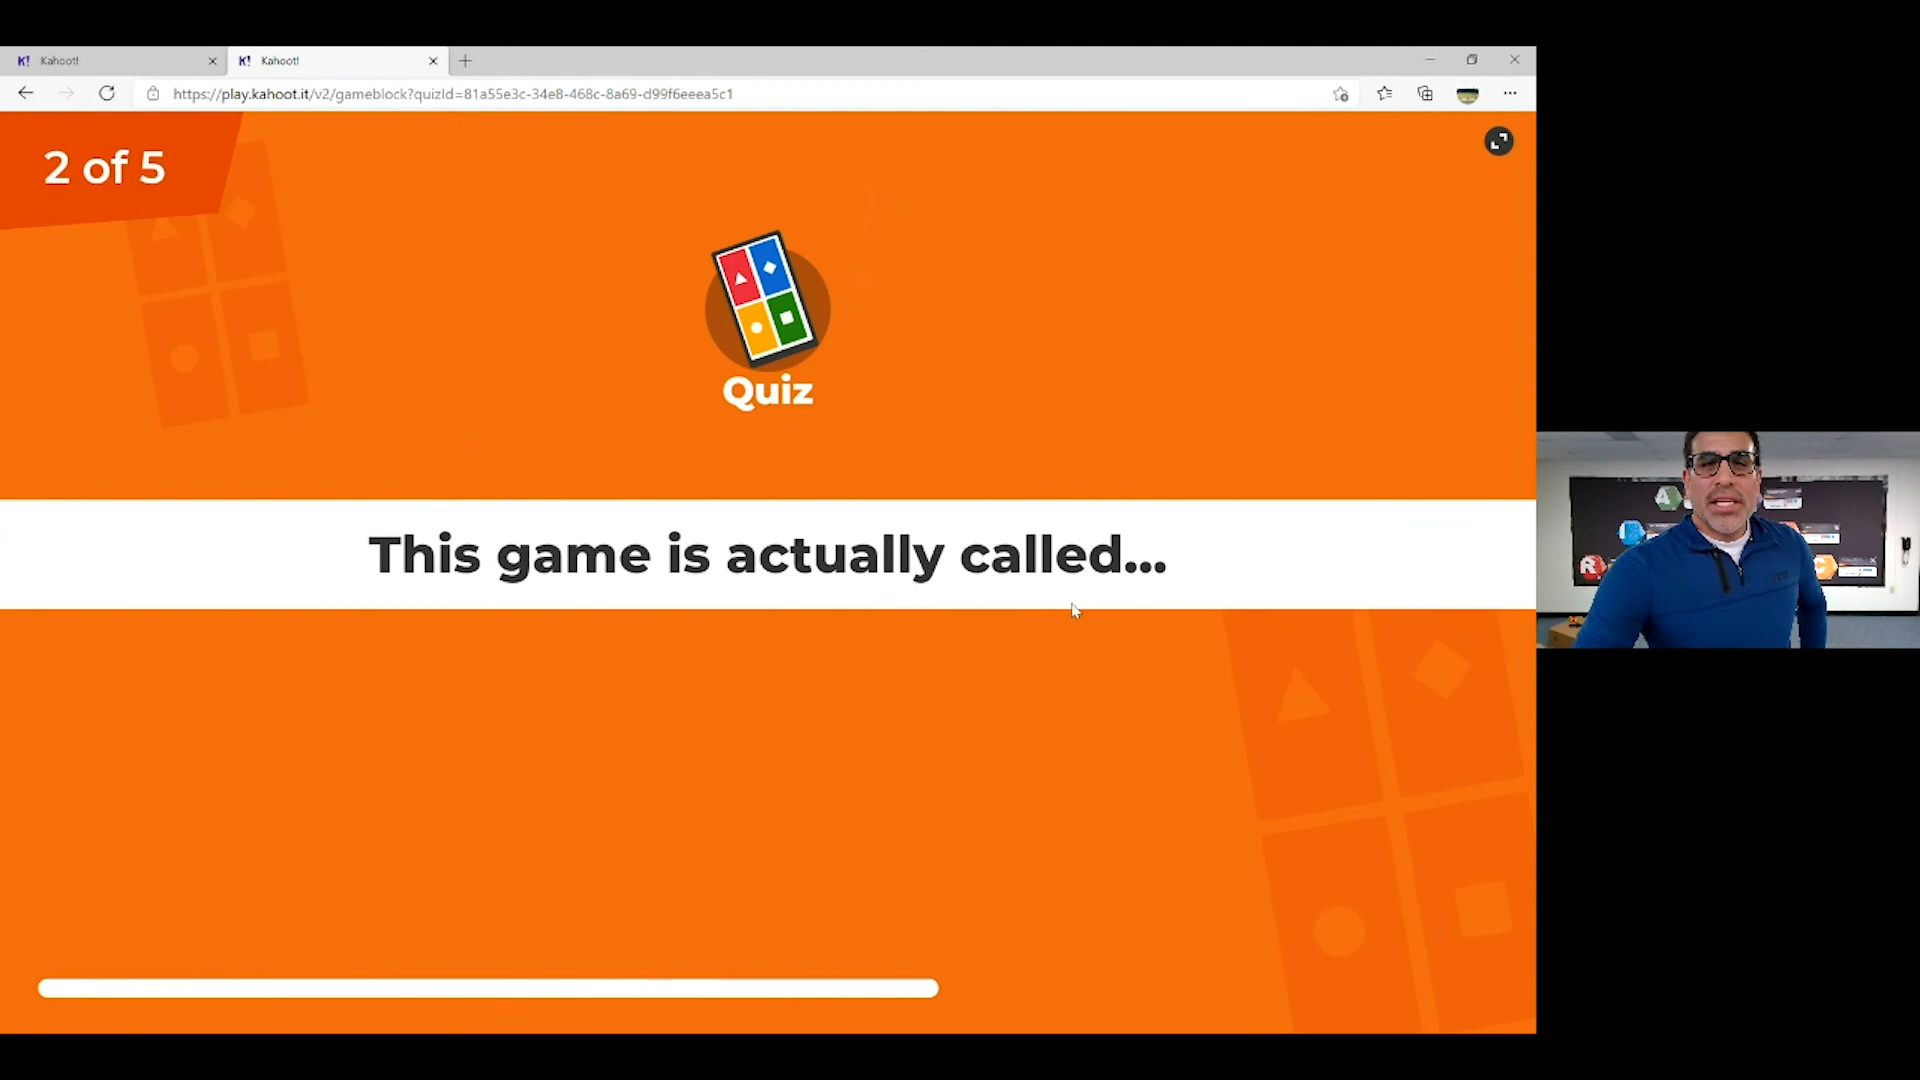 K! Kahoot!
K! Kahoot!
https://play.kahoot.it/v2/gameblock?quizId=81a55e3c-34e8-468c-8a69-d99f6eeea5c1
2 of 5
Quiz
This game is actually called...
A
R
C